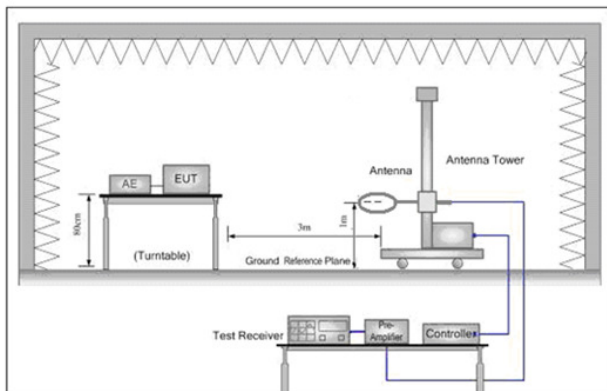 Antenna
Antenna Tower
AE
EUT
80cm
(Turntable)
3m
1m
Ground Reference Plane
Test Receiver
Pre-
Amplifier
Controller